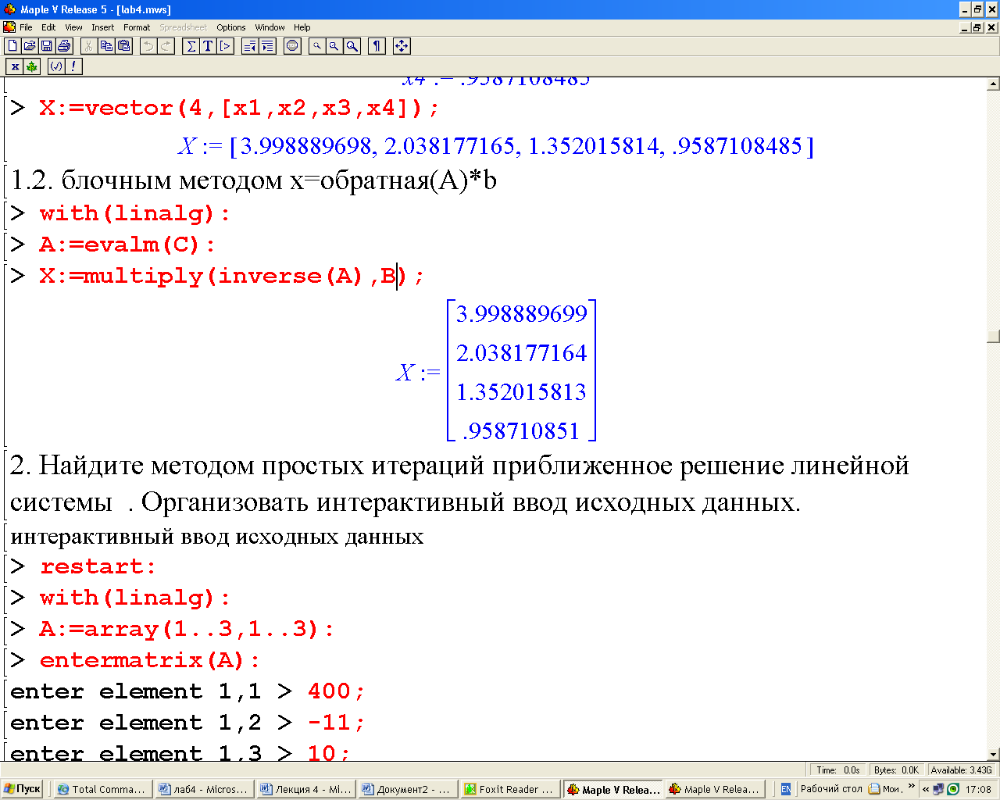 Maple V Release 5 - [lab4.mws]
File Edit View Insert Format Spreadsheet Options Window Help
x4 := .9587108485
> X:=vector(4,[x1,x2,x3,x4]);
X := [3.998889698, 2.038177165, 1.352015814, .9587108485]
1.2. блочным методом x=обратная(A)*b
> with(linalg):
> A:=evalm(C):
> X:=multiply(inverse(A),B);
3.998889699
2.038177164
X :=
1.352015813
.958710851
2. Найдите методом простых итераций приближенное решение линейной
системы . Организовать интерактивный ввод исходных данных.
интерактивный ввод исходных данных
> restart:
> with(linalg):
> A:=array(1..3,1..3):
> entermatrix(A):
enter element 1,1 > 400;
enter element 1,2 > -11;
enter element 1,3 > 10;
Time: 0.0s Bytes: 0.0K Available: 3.43G
Пуск Total Comma... лаб4 - Micros... Лекция 4 - Mi... Документ2 - ... Foxit Reader ... Maple V Relea... Maple V Relea... EN Рабочий стол Мои. » « 17:08